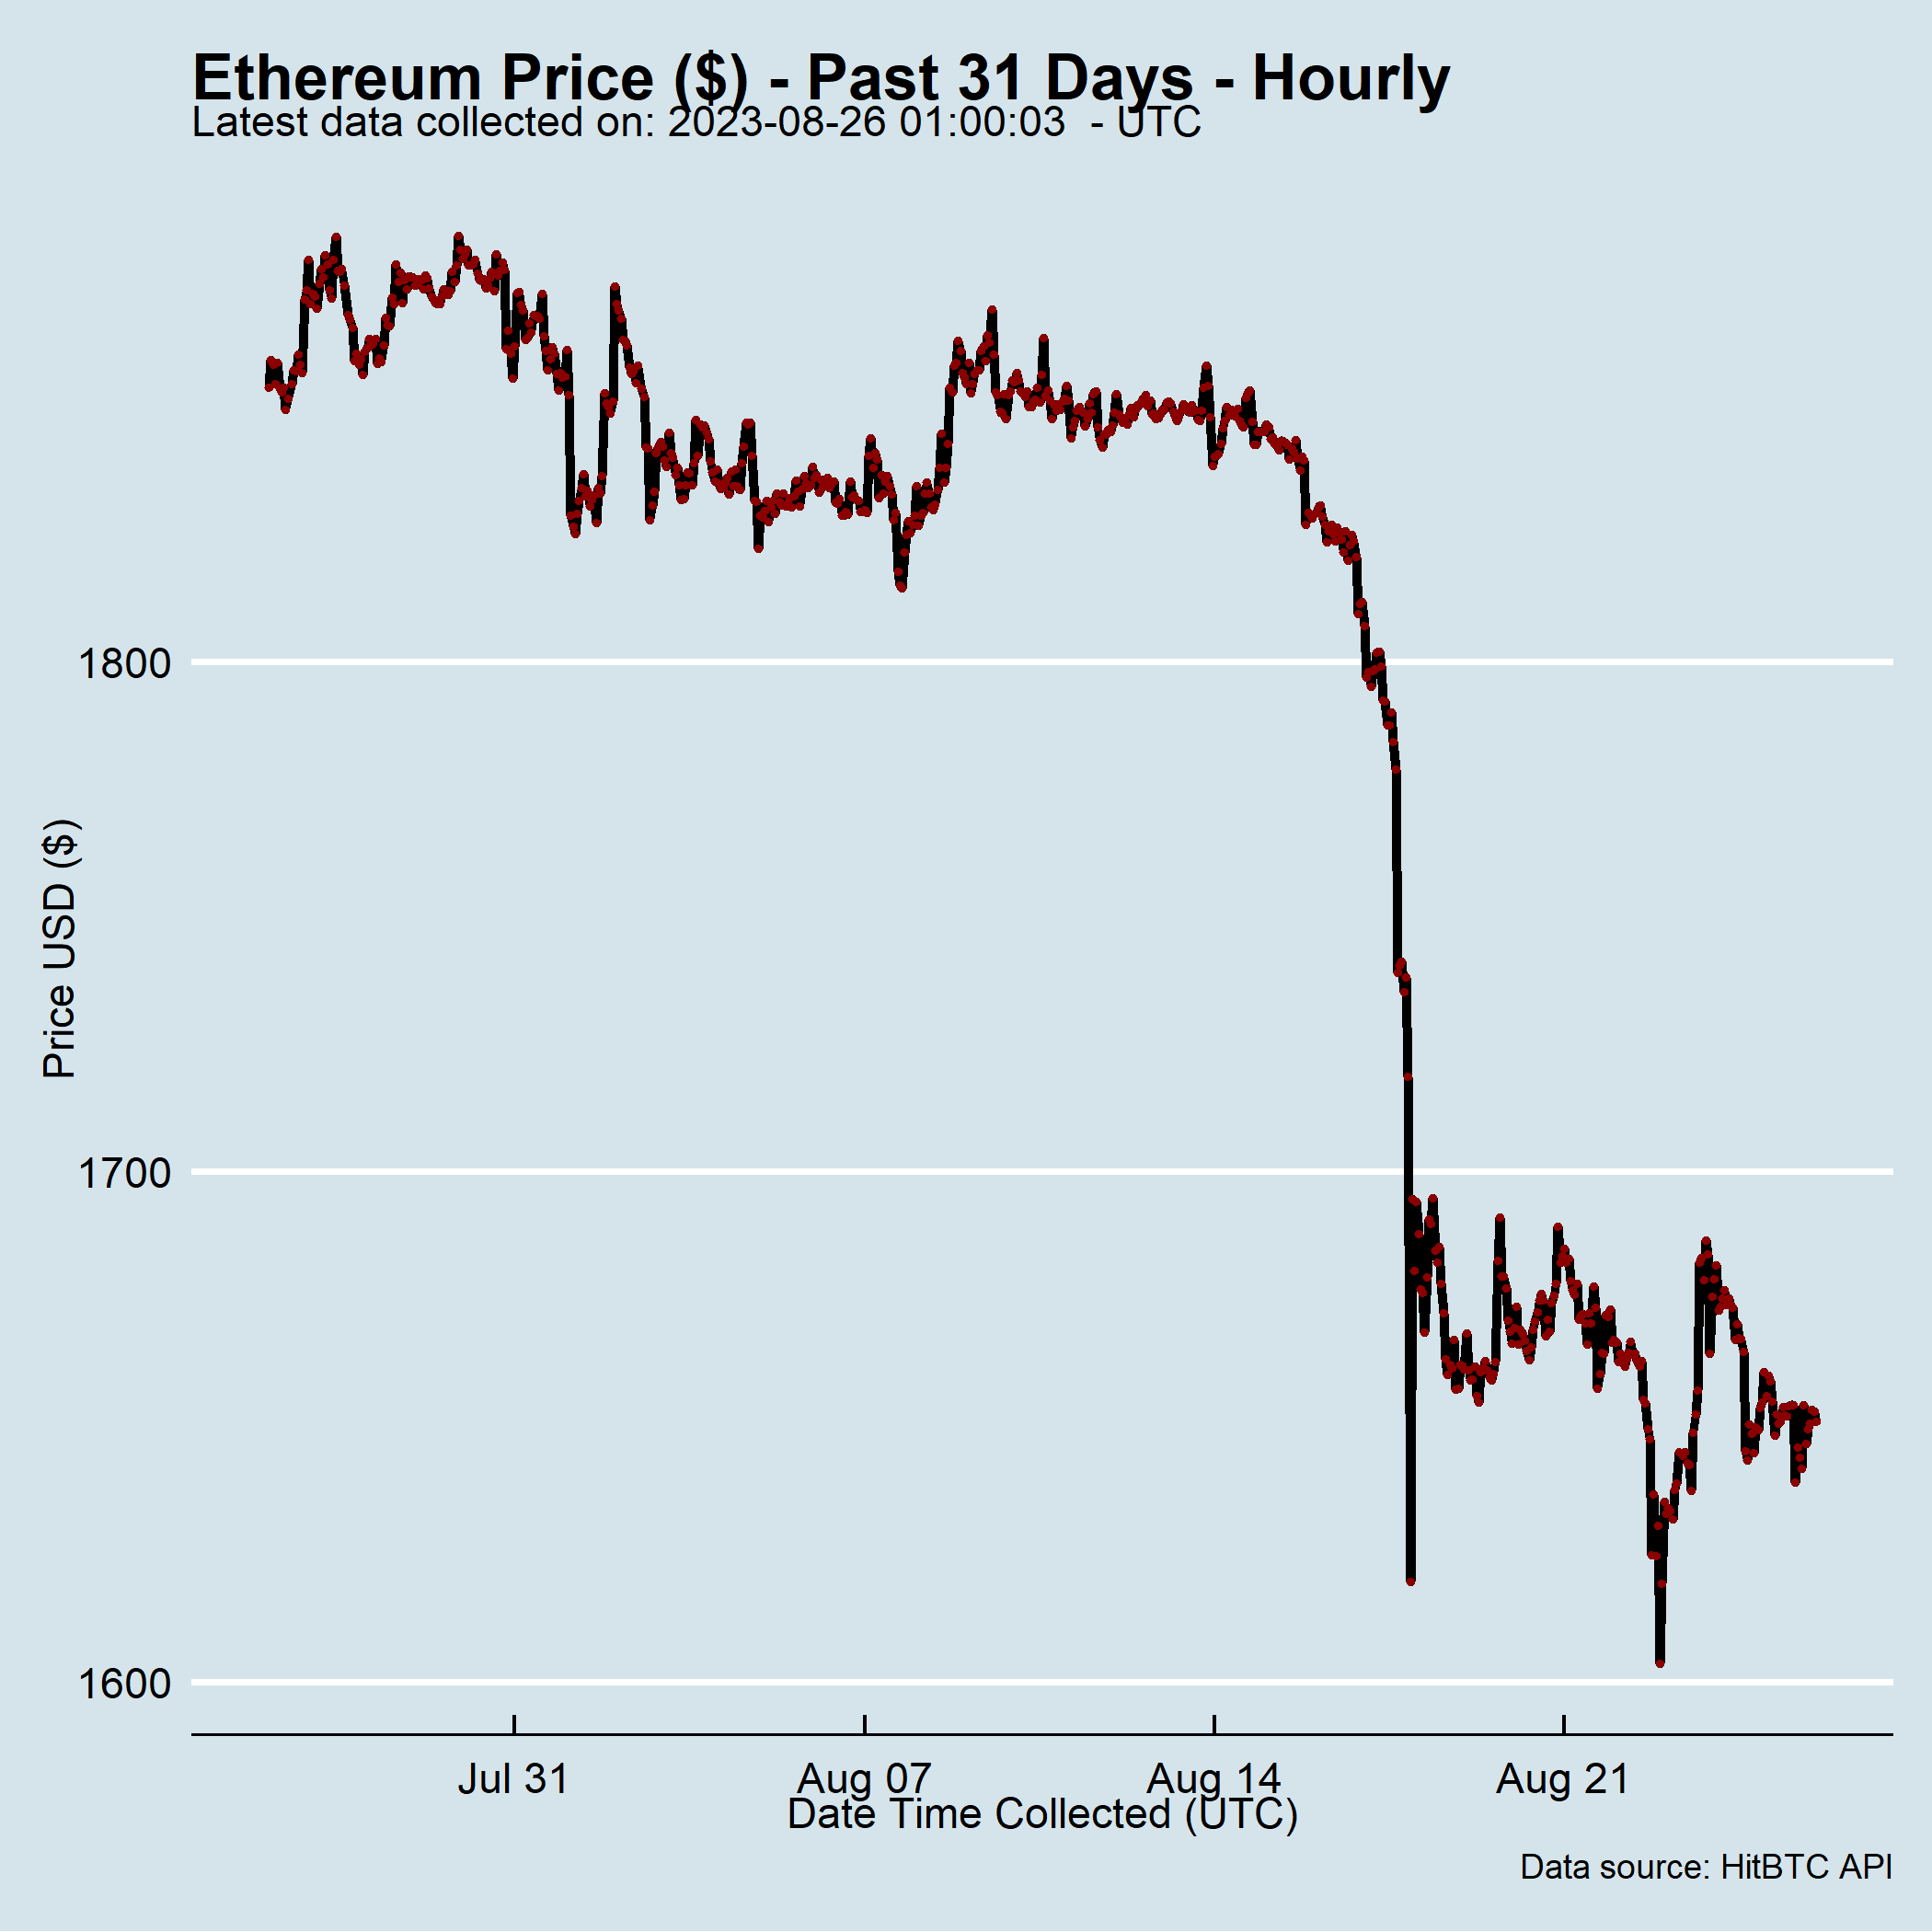 Ethereum Price ($) - Past 31 Days - Hourly
Latest data collected on: 2023-08-26 01:00:03  - UTC
Price USD ($)
1800
1700
1600
Jul 31
Aug 07
Aug 14
Aug 21
Date Time Collected (UTC)
Data source: HitBTC API